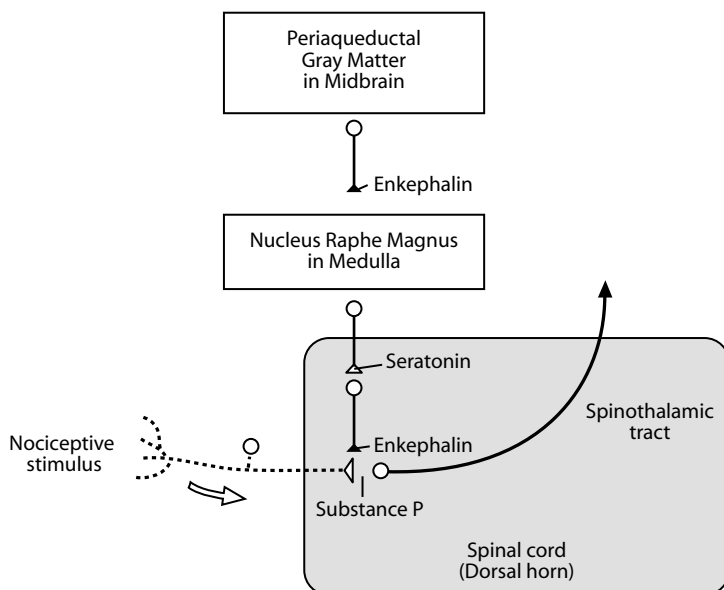 Periaqueductal
Gray Matter
in Midbrain
Enkephalin
Nucleus Raphe Magnus
in Medulla
Seratonin
Spinothalamic
tract
Enkephalin
Nociceptive
stimulus
Substance P
Spinal cord
(Dorsal horn)